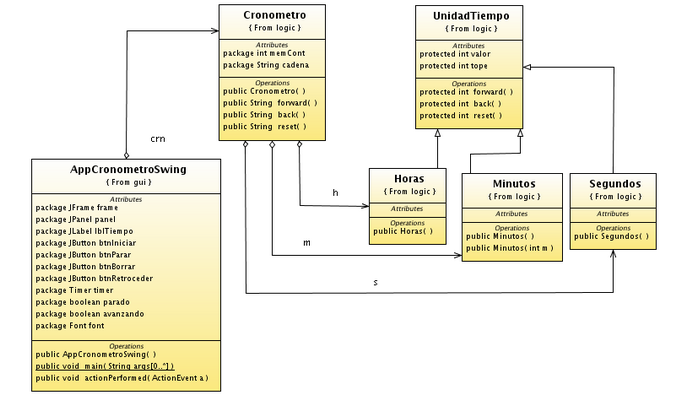 Cronometro
{ From logic }
Attributes
package int memCont
package String cadena
Operations
public Cronometro( )
public String forward( )
public String back( )
public String reset( )
UnidadTiempo
{ From logic }
Attributes
protected int valor
protected int tope
Operations
protected int forward( )
protected int back( )
protected int reset( )
crn
AppCronometroSwing
{ From gui }
Attributes
package JFrame frame
package JPanel panel
package JLabel lblTiempo
package JButton btnIniciar
package JButton btnParar
package JButton btnBorrar
package JButton btnRetroceder
package Timer timer
package boolean parado
package boolean avanzando
package Font font
Operations
public AppCronometroSwing( )
public void main( String args[0..*] )
public void actionPerformed( ActionEvent a )
h
m
s
Horas
{ From logic }
Attributes
Operations
public Horas( )
Minutos
{ From logic }
Attributes
Operations
public Minutos( )
public Minutos( int m )
Segundos
{ From logic }
Attributes
Operations
public Segundos( )